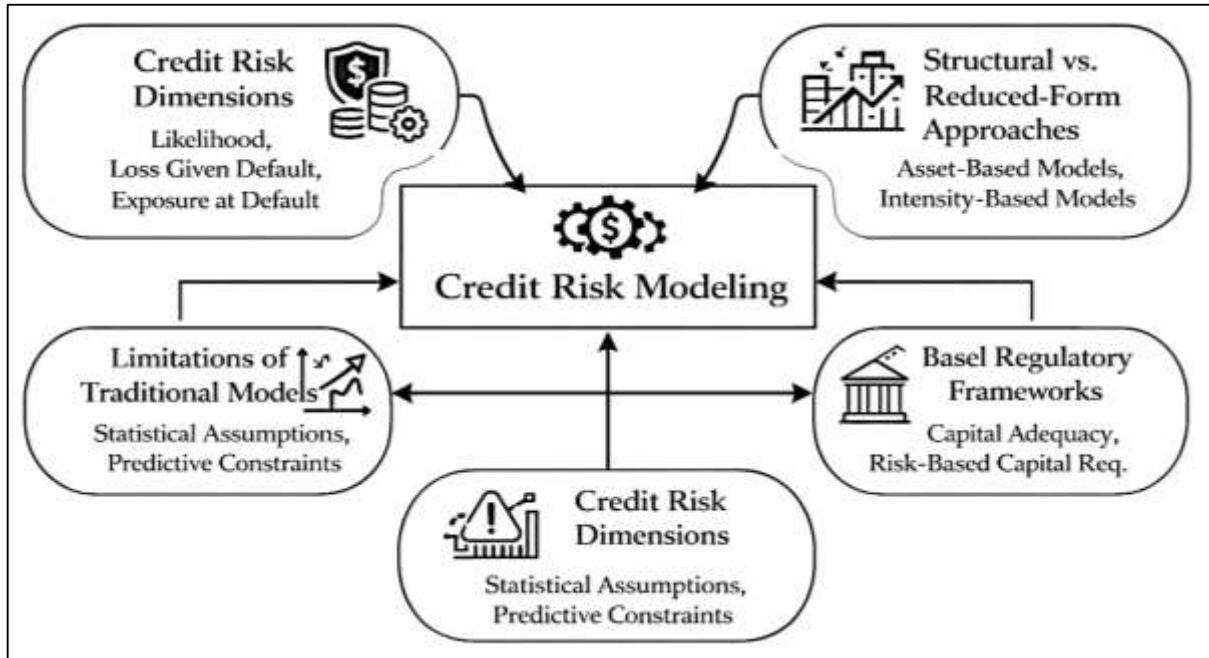 Credit Risk
Dimensions
Likelihood,
Loss Given Default,
Exposure at Default
$
Structural vs.
Reduced-Form
Approaches
Asset-Based Models,
Intensity-Based Models
$
Credit Risk Modeling
Limitations of
Traditional Models
Statistical Assumptions,
Predictive Constraints
Basel Regulatory
Frameworks
Capital Adequacy,
Risk-Based Capital Req.
!
Credit Risk
Dimensions
Statistical Assumptions,
Predictive Constraints